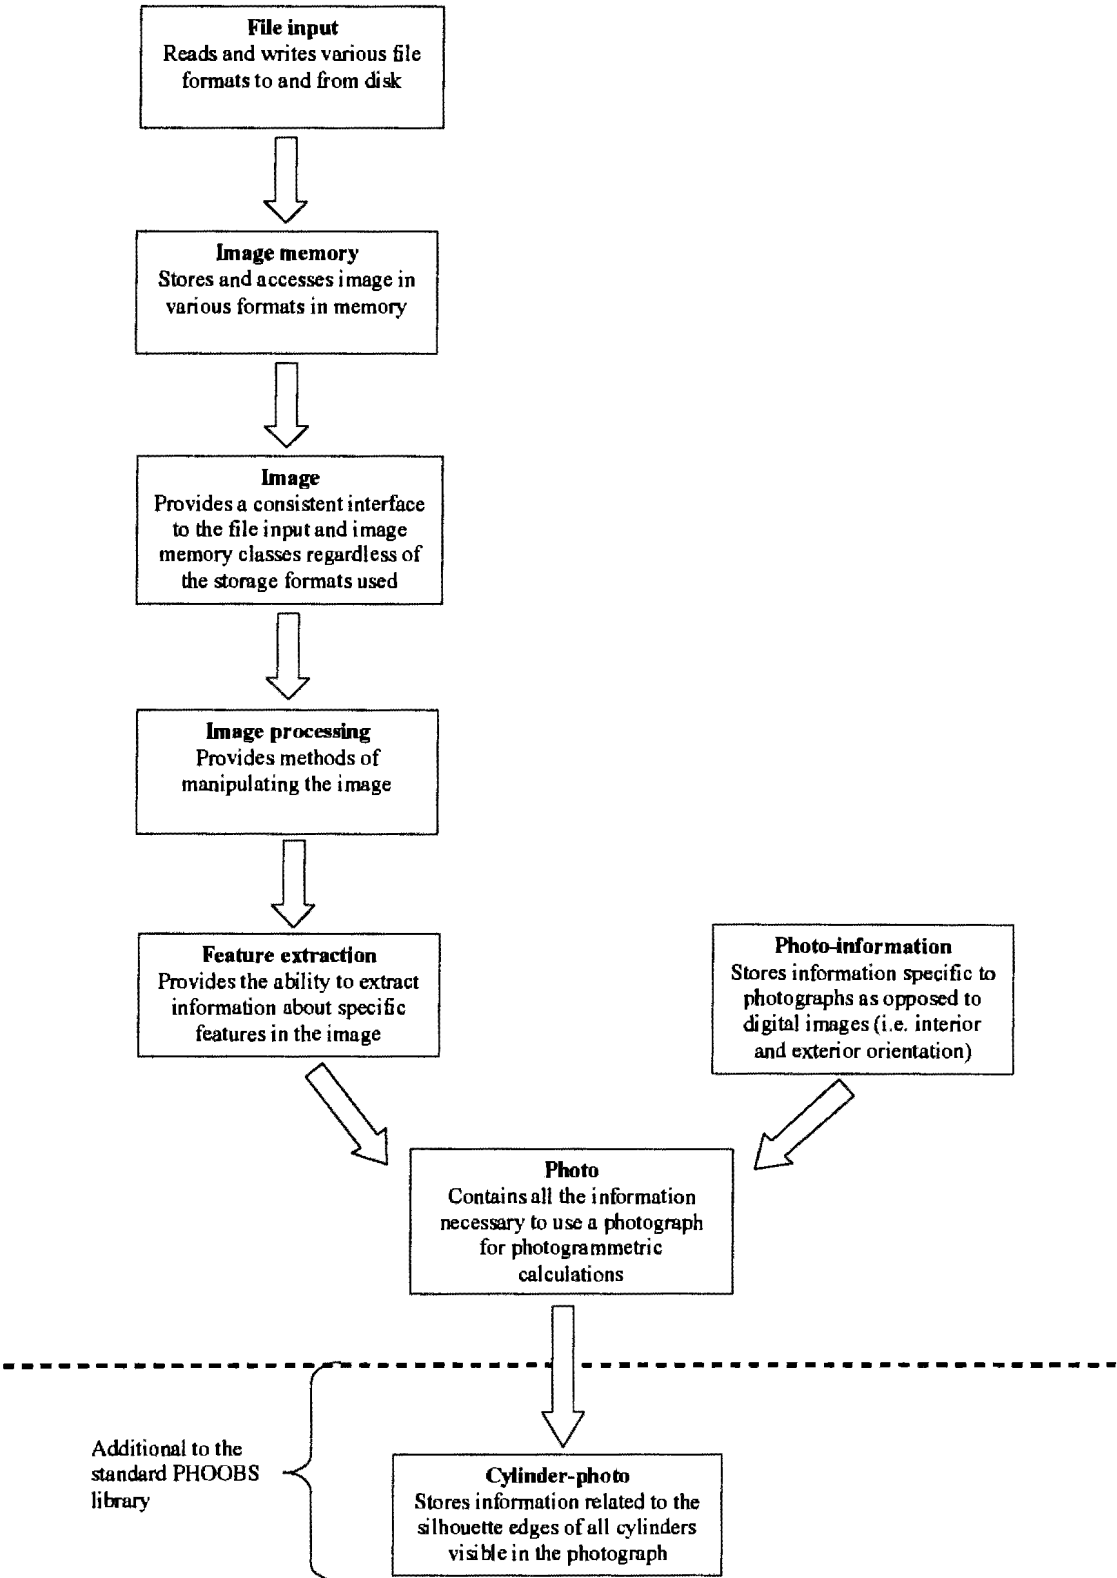 File input
Reads and writes various file
formats to and from disk
Image memory
Stores and accesses image in
various formats in memory
Image
Provides a consistent interface
to the file input and image
memory classes regardless of
the storage formats used
Image processing
Provides methods of
manipulating the image
Feature extraction
Provides the ability to extract
information about specific
features in the image
Photo-information
Stores information specific to
photographs as opposed to
digital images (i.e. interior
and exterior orientation)
Photo
Contains all the information
necessary to use a photograph
for photogrammetric
calculations
Additional to the
standard PHOOBS
library
Cylinder-photo
Stores information related to the
silhouette edges of all cylinders
visible in the photograph